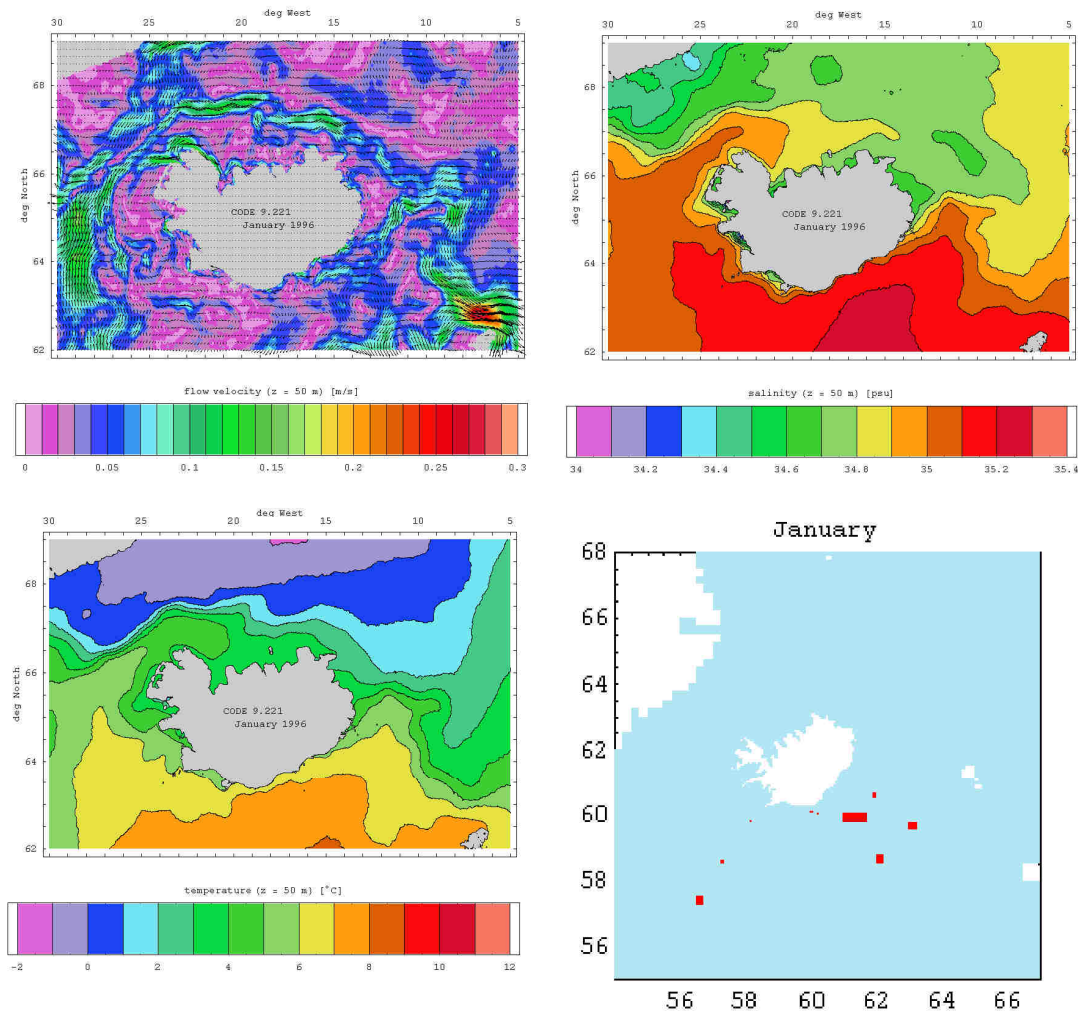 deg West
30 25 20 15 10 5
68
66
64
62
deg North
CODE 9.221
January 1996
flow velocity (z = 50 m) [m/s]
0 0.05 0.1 0.15 0.2 0.25 0.3
deg West
30 25 20 15 10 5
68
66
64
62
deg North
CODE 9.221
January 1996
salinity (z = 50 m) [psu]
34 34.2 34.4 34.6 34.8 35 35.2 35.4
deg West
30 25 20 15 10 5
68
66
64
62
deg North
CODE 9.221
January 1996
temperature (z = 50 m) [°C]
-2 0 2 4 6 8 10 12
January
68
66
64
62
60
58
56
56 58 60 62 64 66